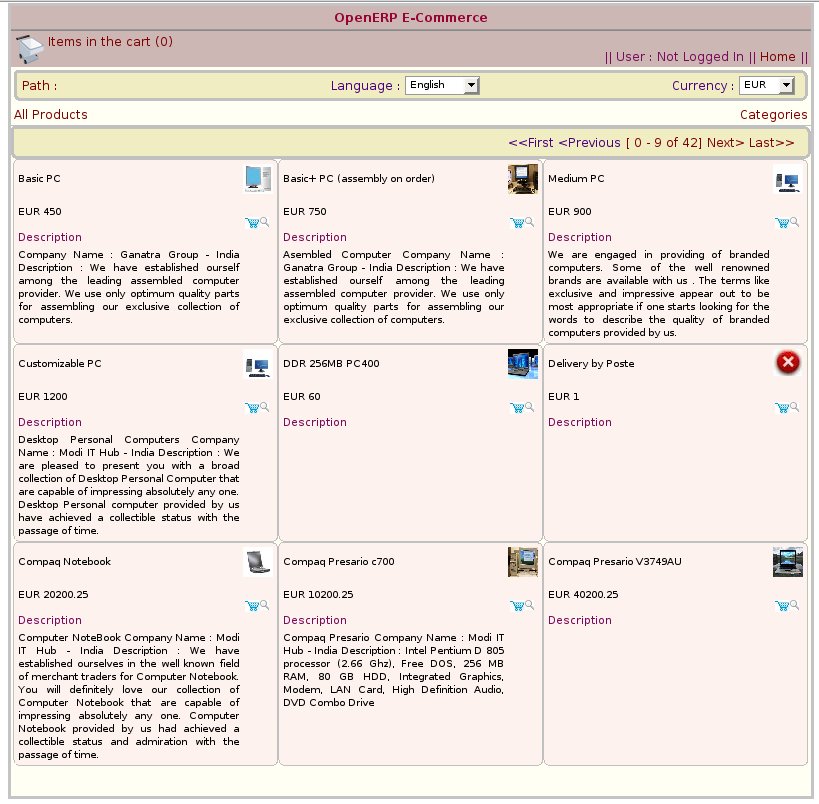 OpenERP E-Commerce
Items in the cart (0)
|| User : Not Logged In || Home ||
Path : Language : English Currency : EUR
All Products Categories
<<First <Previous [ 0 - 9 of 42] Next> Last>>
Basic PC
EUR 450
Description
Company Name : Ganatra Group - India
Description : We have established ourself
among the leading assembled computer
provider. We use only optimum quality parts
for assembling our exclusive collection of
computers.
Basic+ PC (assembly on order)
EUR 750
Description
Asembled Computer Company Name :
Ganatra Group - India Description : We have
established ourself among the leading
assembled computer provider. We use only
optimum quality parts for assembling our
exclusive collection of computers.
Medium PC
EUR 900
Description
We are engaged in providing of branded
computers. Some of the well renowned
brands are available with us . The terms like
exclusive and impressive appear out to be
most appropriate if one starts looking for the
words to describe the quality of branded
computers provided by us.
Customizable PC
EUR 1200
Description
Desktop Personal Computers Company
Name : Modi IT Hub - India Description : We
are pleased to present you with a broad
collection of Desktop Personal Computer that
are capable of impressing absolutely any one.
Desktop Personal computer provided by us
have achieved a collectible status with the
passage of time.
DDR 256MB PC400
EUR 60
Description
Delivery by Poste
EUR 1
Description
Compaq Notebook
EUR 20200.25
Description
Computer NoteBook Company Name : Modi
IT Hub - India Description : We have
established ourselves in the well known field
of merchant traders for Computer Notebook.
You will definitely love our collection of
Computer Notebook that are capable of
impressing absolutely any one. Computer
Notebook provided by us had achieved a
collectible status and admiration with the
passage of time.
Compaq Presario c700
EUR 10200.25
Description
Compaq Presario Company Name : Modi IT
Hub - India Description : Intel Pentium D 805
processor (2.66 Ghz), Free DOS, 256 MB
RAM, 80 GB HDD, Integrated Graphics,
Modem, LAN Card, High Definition Audio,
DVD Combo Drive
Compaq Presario V3749AU
EUR 40200.25
Description